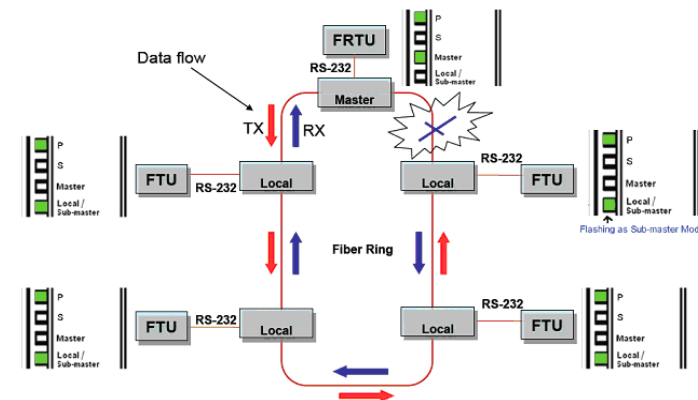 FRTU
P
S
Master
Local /
Sub-master
Data flow
RS-232
Master
TX
RX
P
S
Master
Local /
Sub-master
FTU
RS-232
Local
Local
RS-232
FTU
P
S
Master
Local /
Sub-master
Flashing as Sub-master Mod
Fiber Ring
P
S
Master
Local /
Sub-master
FTU
RS-232
Local
Local
RS-232
FTU
P
S
Master
Local /
Sub-master